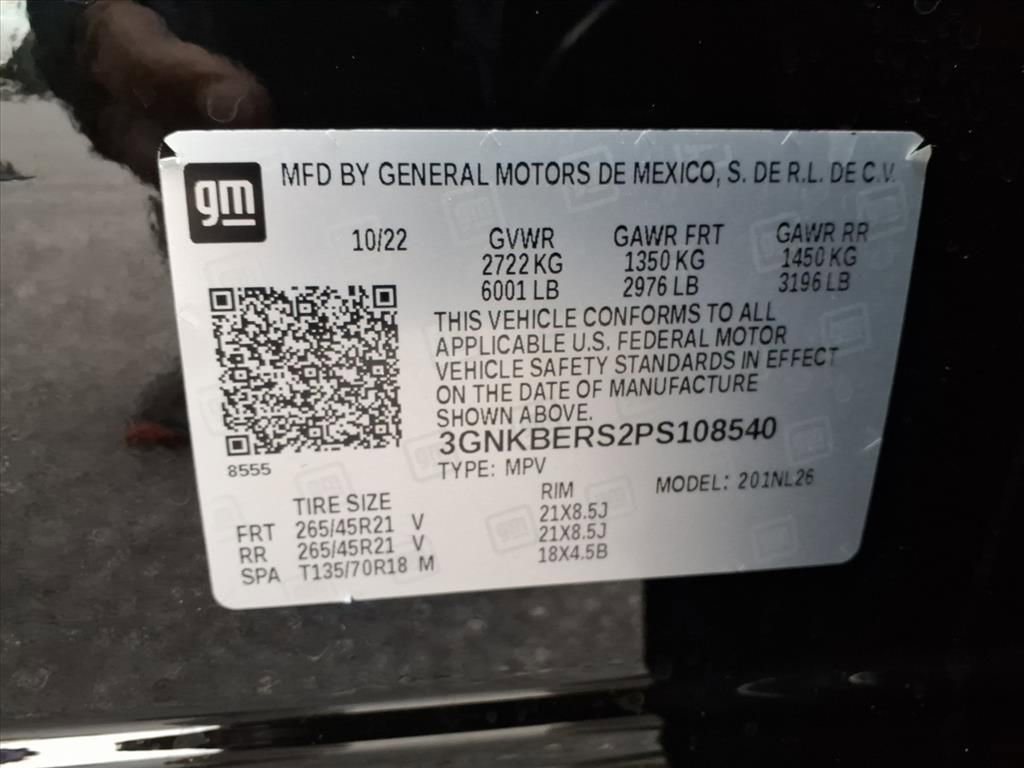 gm
MFD BY GENERAL MOTORS DE MEXICO, S. DE R.L. DE C.V.
10/22 GVWR GAWR FRT GAWR RR
2722 KG 1350 KG 1450 KG
6001 LB 2976 LB 3196 LB
THIS VEHICLE CONFORMS TO ALL
APPLICABLE U.S. FEDERAL MOTOR
VEHICLE SAFETY STANDARDS IN EFFECT
ON THE DATE OF MANUFACTURE
SHOWN ABOVE.
3GNKBERS2PS108540
8555
TYPE: MPV MODEL: 201NL26
TIRE SIZE RIM
FRT 265/45R21 V 21X8.5J
RR 265/45R21 V 21X8.5J
SPA T135/70R18 M 18X4.5B